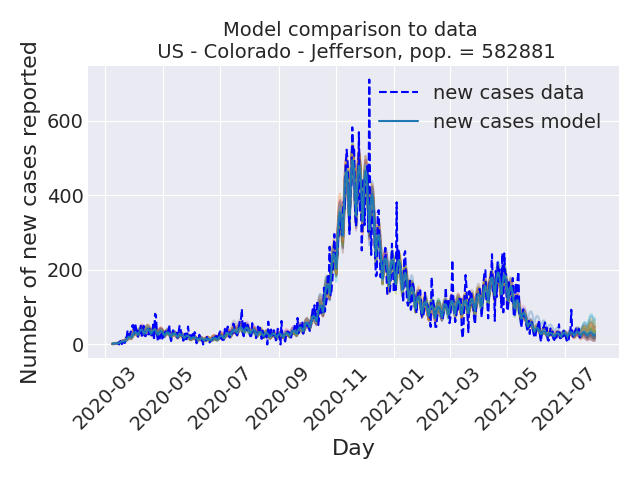 Model comparison to data
US - Colorado - Jefferson, pop. = 582881
Number of new cases reported
600
400
200
0
new cases data
new cases model
2020-03
2020-05
2020-07
2020-09
2020-11
2021-01
2021-03
2021-05
2021-07
Day